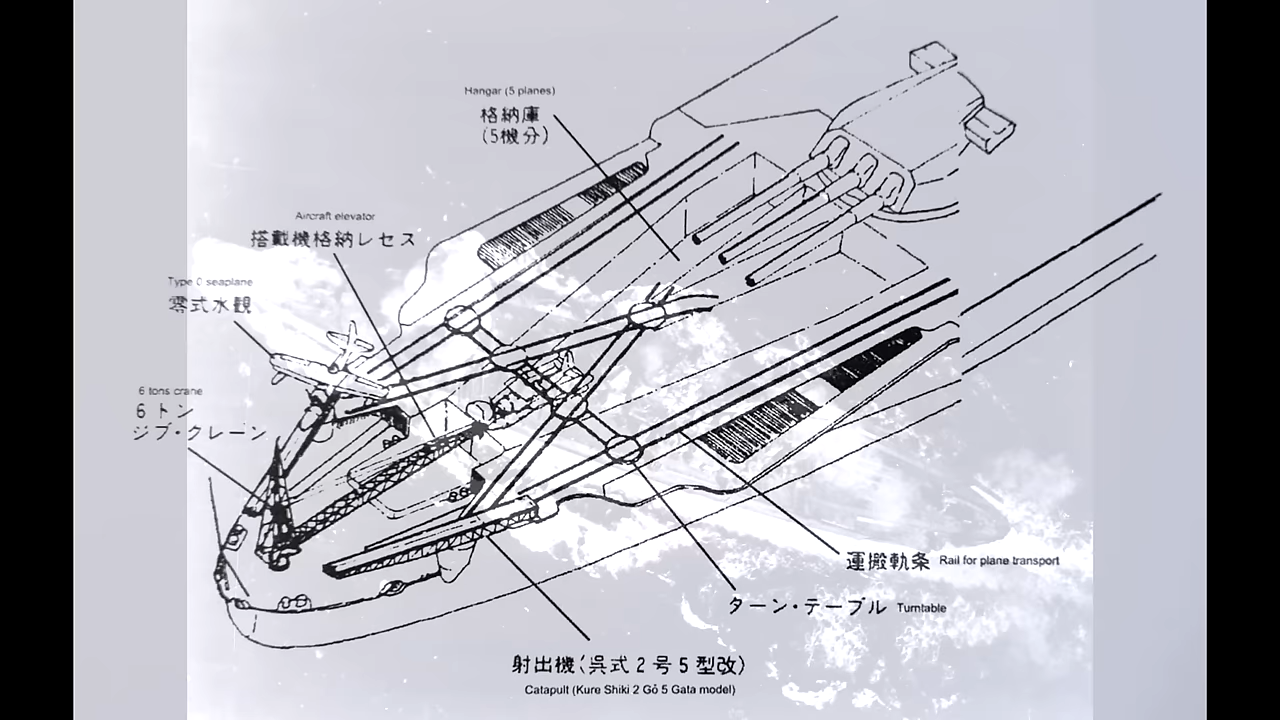 Hangar (5 planes)
格納庫
(5機分)
Aircraft elevator
搭載機格納レセス
Type 0 seaplane
零式水観
6 tons crane
6トン
ジブ・クレーン
運搬軌条 Rail for plane transport
ターン・テーブル Turntable
射出機(呉式2号5型改)
Catapult (Kure Shiki 2 Gô 5 Gata model)